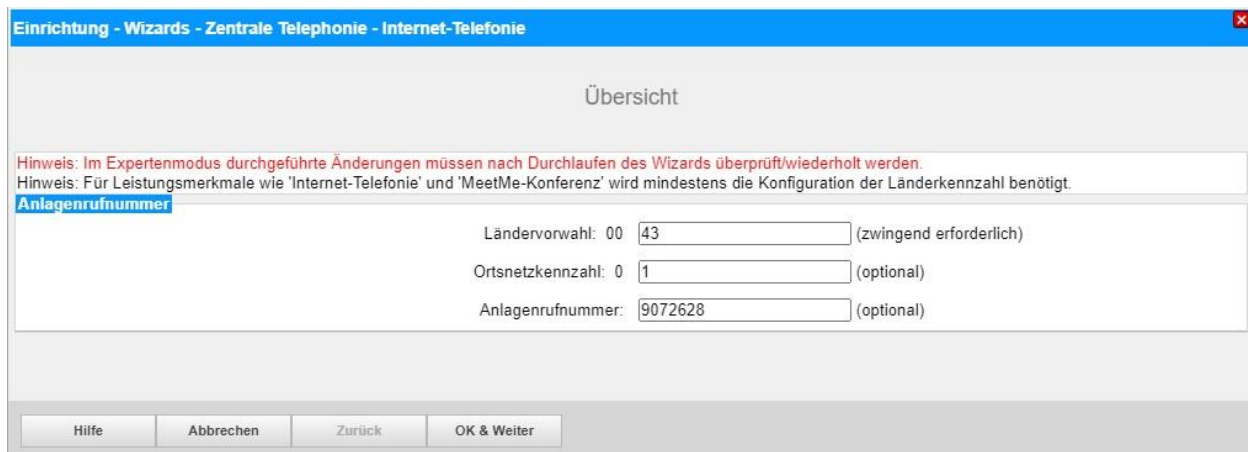 Einrichtung - Wizards - Zentrale Telephonie - Internet-Telefonie
Übersicht
Hinweis: Im Expertenmodus durchgeführte Änderungen müssen nach Durchlaufen des Wizards überprüft/wiederholt werden.
Hinweis: Für Leistungsmerkmale wie 'Internet-Telefonie' und 'MeetMe-Konferenz' wird mindestens die Konfiguration der Länderkennzahl benötigt.
Anlagenrufnummer
Ländervorwahl: 00 43 (zwingend erforderlich)
Ortsnetzkennzahl: 0 1 (optional)
Anlagenrufnummer: 9072628 (optional)
Hilfe Abbrechen Zurück OK & Weiter